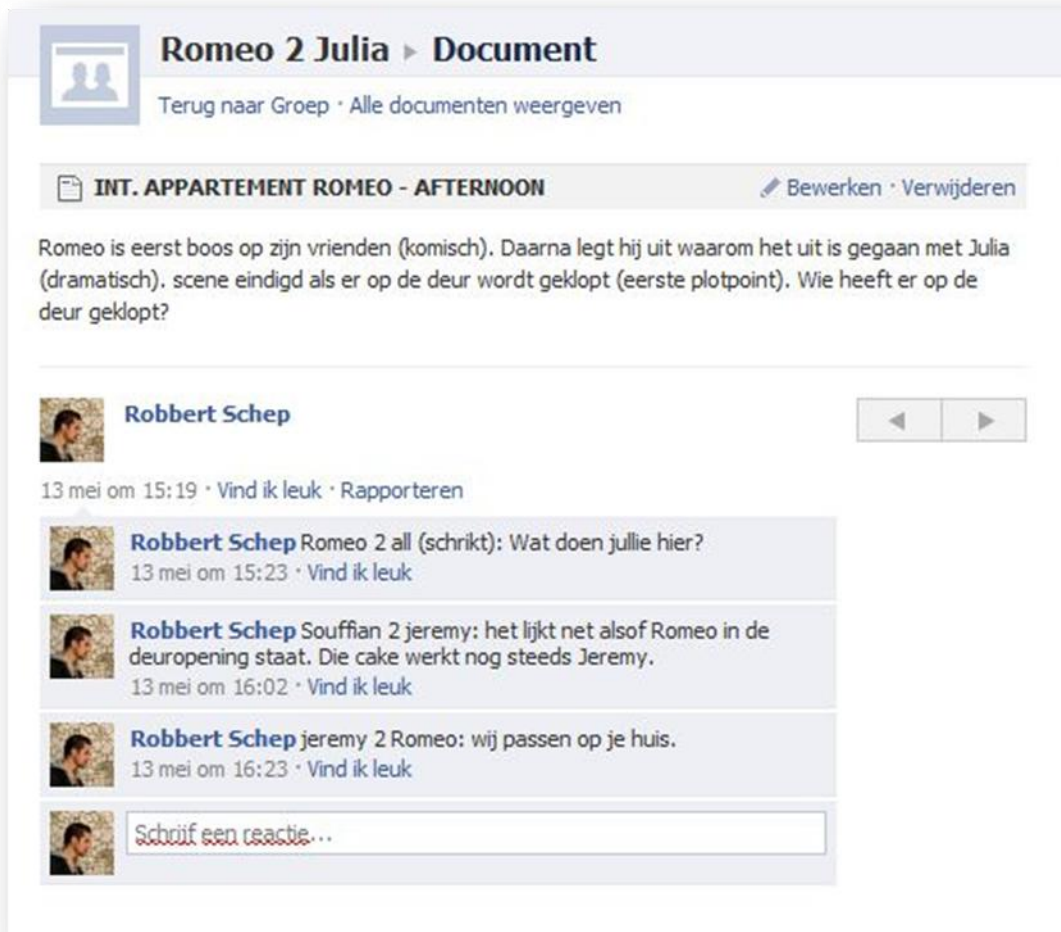 Romeo 2 Julia ▸ Document
Terug naar Groep · Alle documenten weergeven
INT. APPARTEMENT ROMEO - AFTERNOON
Bewerken · Verwijderen
Romeo is eerst boos op zijn vrienden (komisch). Daarna legt hij uit waarom het uit is gegaan met Julia
(dramatisch). scene eindigd als er op de deur wordt geklopt (eerste plotpoint). Wie heeft er op de
deur geklopt?
Robbert Schep
13 mei om 15:19 · Vind ik leuk · Rapporteren
Robbert Schep Romeo 2 all (schrikt): Wat doen jullie hier?
13 mei om 15:23 · Vind ik leuk
Robbert Schep Souffian 2 jeremy: het lijkt net alsof Romeo in de
deuropening staat. Die cake werkt nog steeds Jeremy.
13 mei om 16:02 · Vind ik leuk
Robbert Schep jeremy 2 Romeo: wij passen op je huis.
13 mei om 16:23 · Vind ik leuk
Schrijf een reactie...